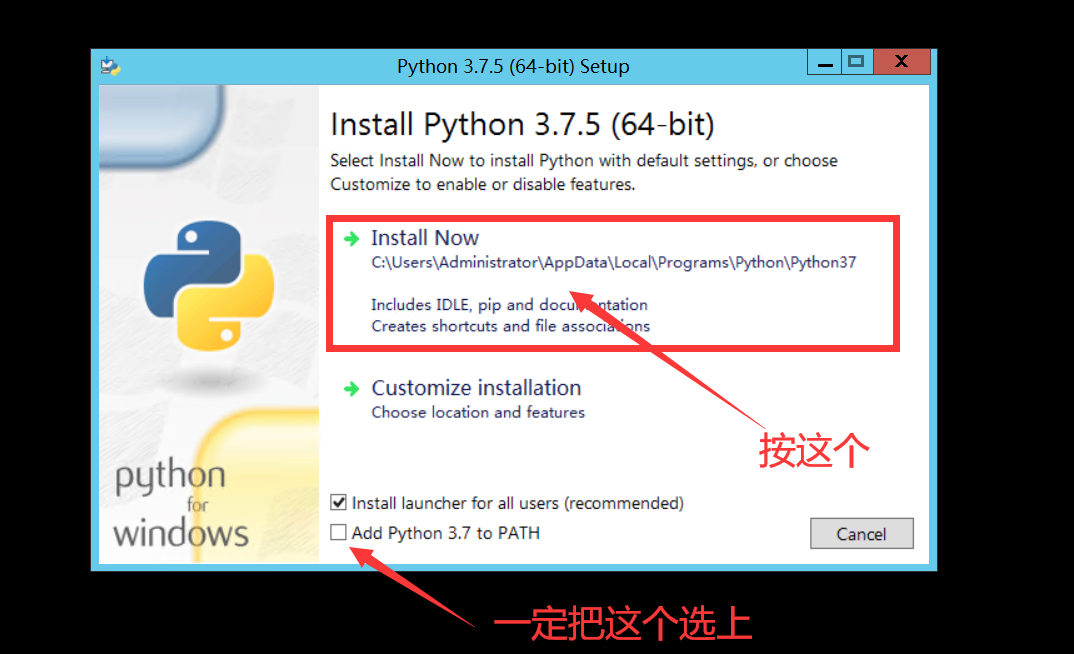 Python 3.7.5 (64-bit) Setup
Install Python 3.7.5 (64-bit)
Select Install Now to install Python with default settings, or choose
Customize to enable or disable features.
Install Now
C:\Users\Administrator\AppData\Local\Programs\Python\Python37
Includes IDLE, pip and documentation
Creates shortcuts and file associations
Customize installation
Choose location and features
按这个
python
for
windows
Install launcher for all users (recommended)
Add Python 3.7 to PATH
Cancel
一定把这个选上